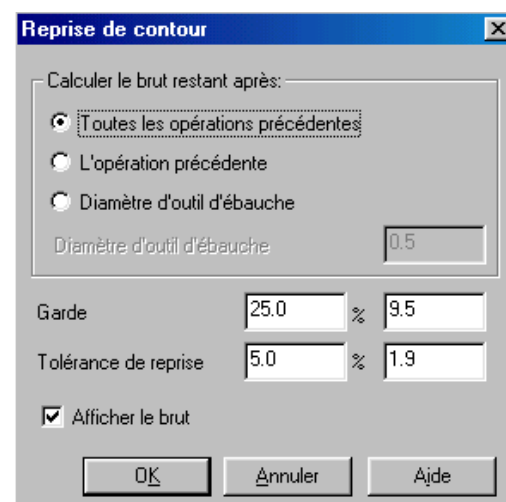 Reprise de contour
Calculer le brut restant après:
Toutes les opérations précédentes
L'opération précédente
Diamètre d'outil d'ébauche
Diamètre d'outil d'ébauche 0.5
Garde 25.0 % 9.5
Tolérance de reprise 5.0 % 1.9
Afficher le brut
OK Annuler Aide